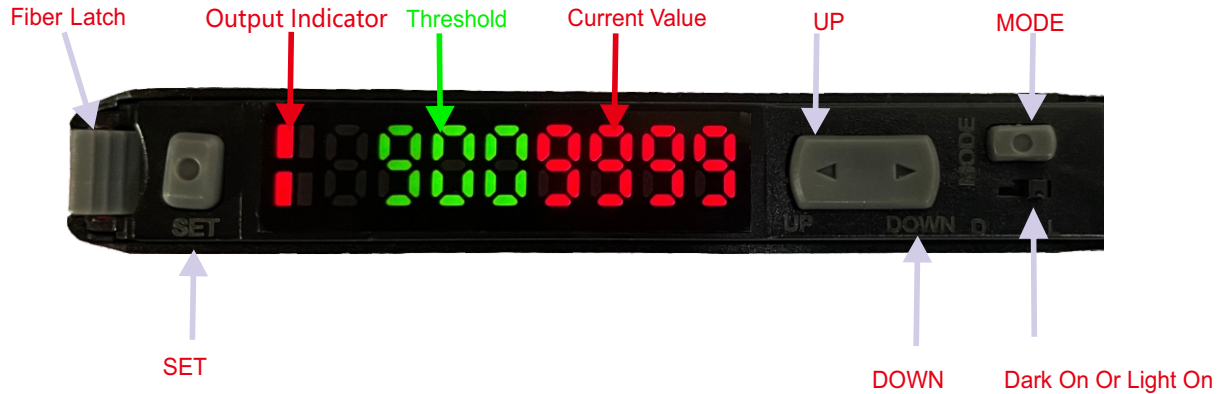 Fiber Latch
Output Indicator
Threshold
Current Value
UP
MODE
900 9999
MODE
SET
UP
DOWN
D
L
SET
DOWN
Dark On Or Light On